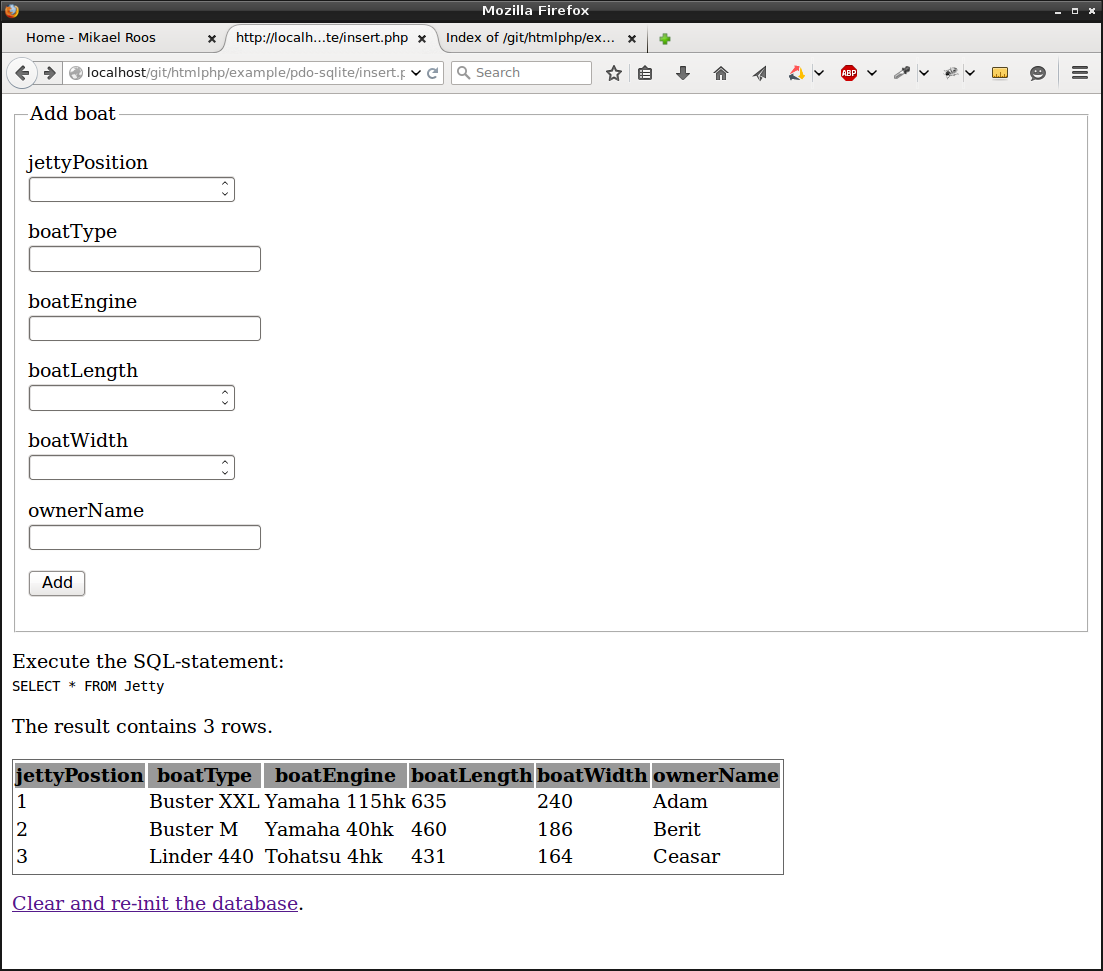 Mozilla Firefox
Home - Mikael Roos
http://localh...te/insert.php
Index of /git/htmlphp/ex...
localhost/git/htmlphp/example/pdo-sqlite/insert.p
Search
ABP
Add boat
jettyPosition
boatType
boatEngine
boatLength
boatWidth
ownerName
Add
Execute the SQL-statement:
SELECT * FROM Jetty
The result contains 3 rows.
jettyPostion boatType boatEngine boatLength boatWidth ownerName
1 Buster XXL Yamaha 115hk 635 240 Adam
2 Buster M Yamaha 40hk 460 186 Berit
3 Linder 440 Tohatsu 4hk 431 164 Ceasar
Clear and re-init the database.